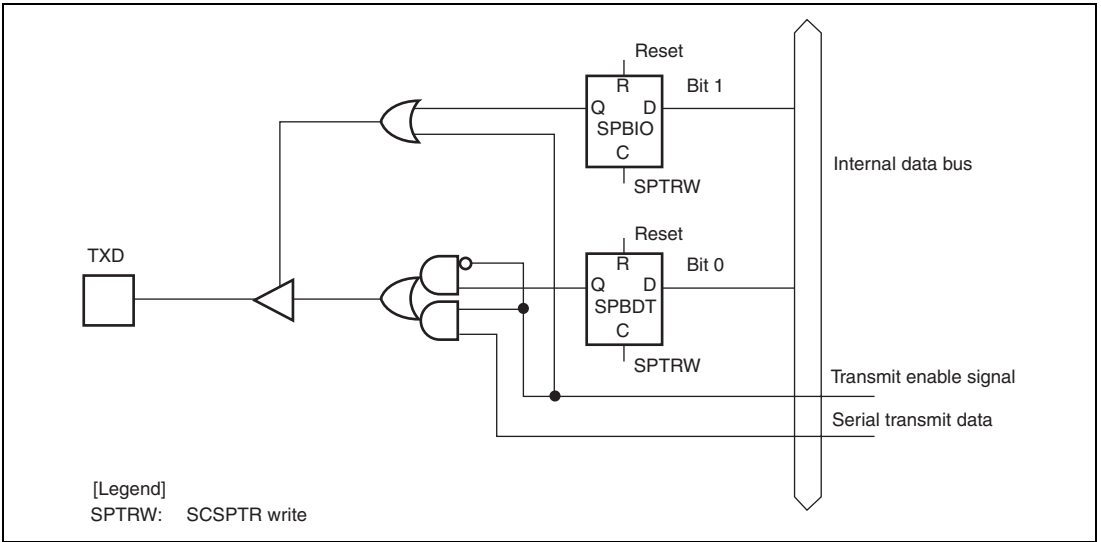 Reset
R
Bit 1
Q D
SPBIO
C
SPTRW
Internal data bus
Reset
TXD
R
Bit 0
Q D
SPBDT
C
SPTRW
Transmit enable signal
Serial transmit data
[Legend]
SPTRW: SCSPTR write